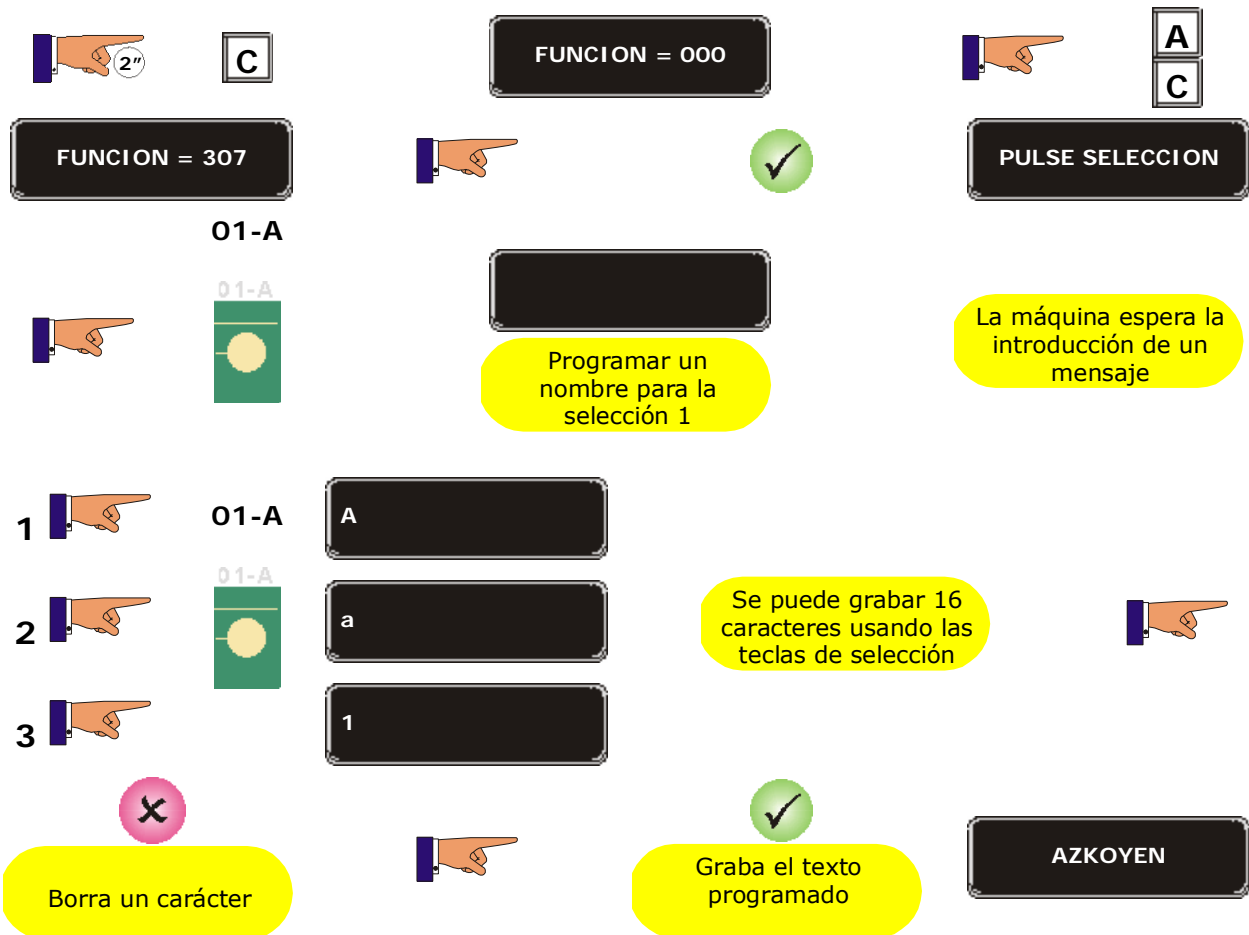 2"
C
FUNCION = 000
A
C
FUNCION = 307
PULSE SELECCION
01-A
01-A
Programar un
nombre para la
selección 1
La máquina espera la
introducción de un
mensaje
1
01-A
A
01-A
2
a
Se puede grabar 16
caracteres usando las
teclas de selección
3
1
Borra un carácter
Graba el texto
programado
AZKOYEN